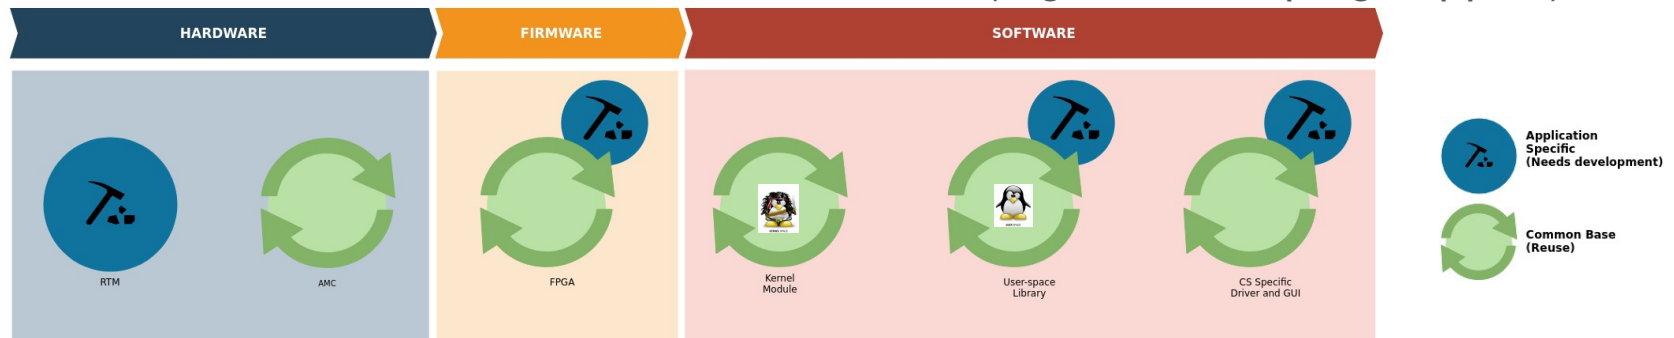 HARDWARE
FIRMWARE
SOFTWARE
RTM
AMC
FPGA
Kernel
Module
User-space
Library
CS Specific
Driver and GUI
Application
Specific
(Needs development)
Common Base
(Reuse)